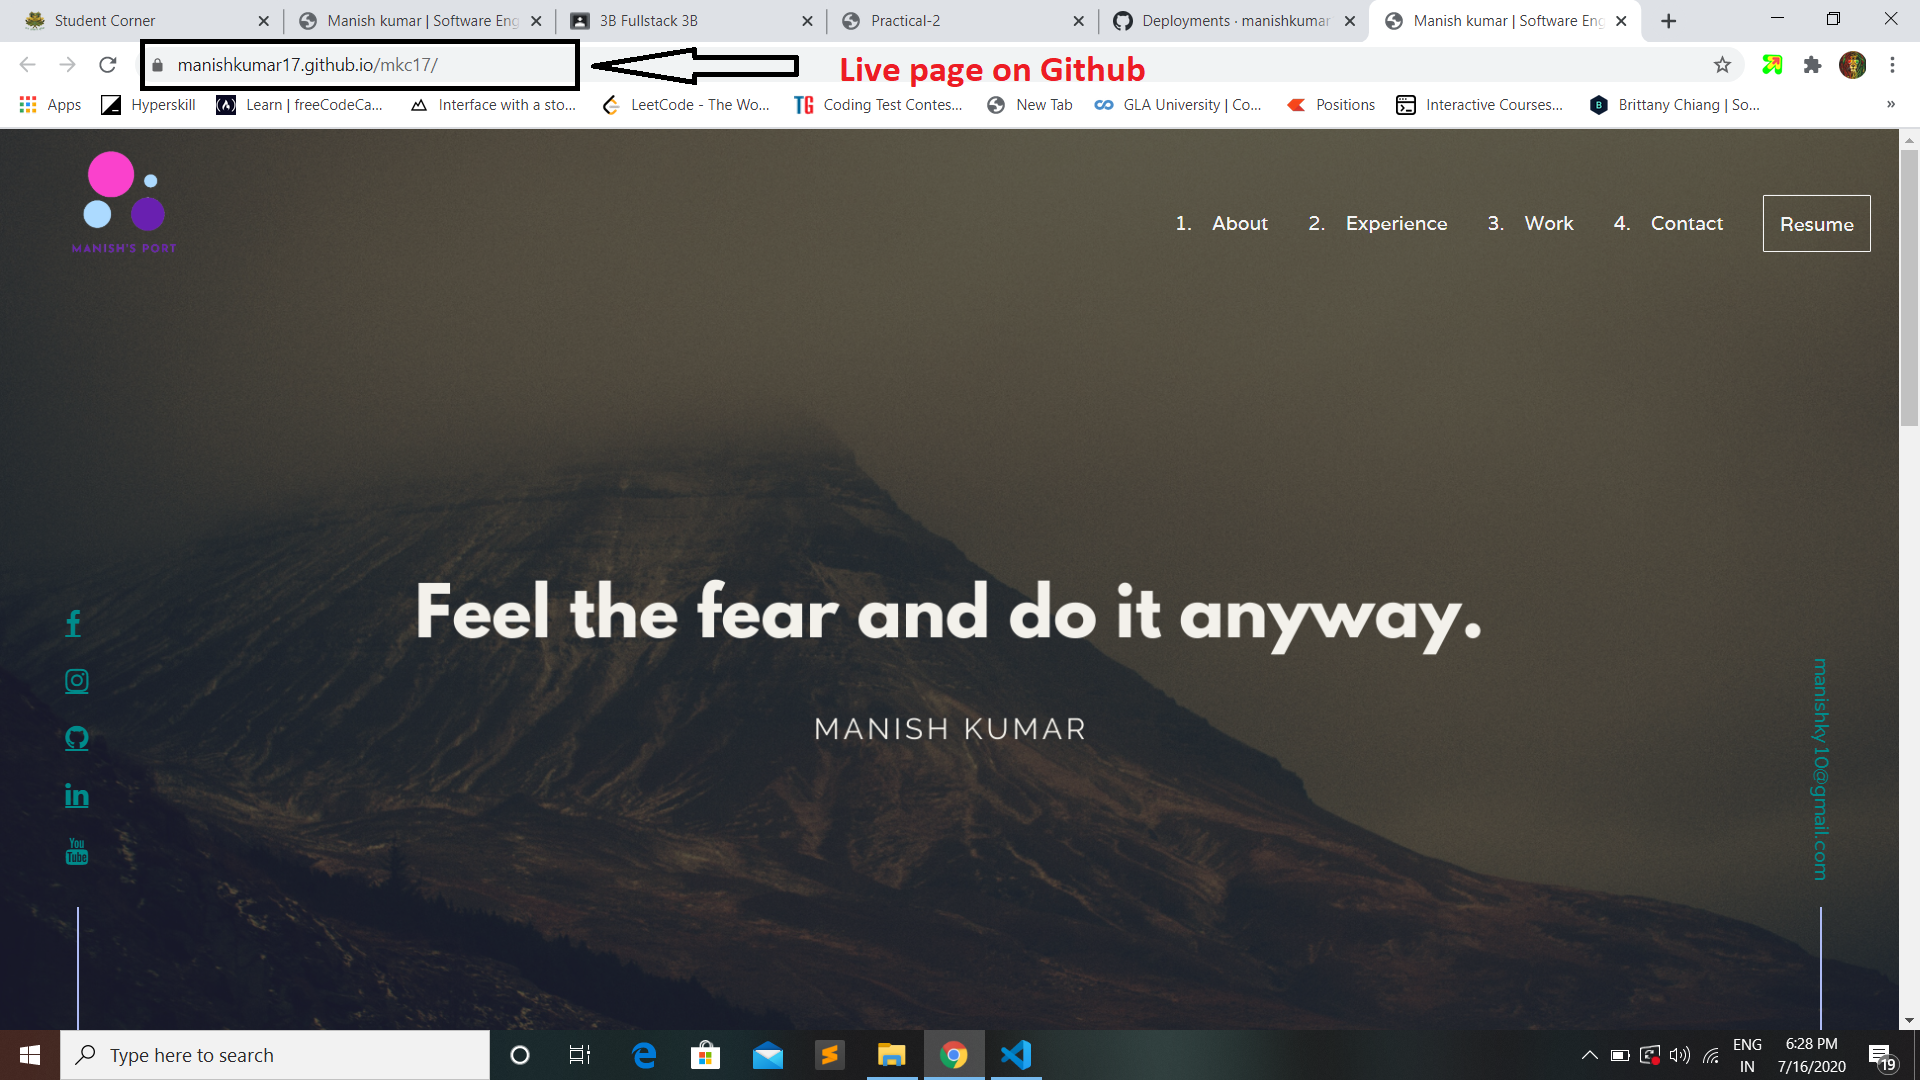 Student Corner
Manish kumar | Software Eng
3B Fullstack 3B
Practical-2
Deployments · manishkumar
Manish kumar | Software Eng
manishkumar17.github.io/mkc17/
Live page on Github
Apps
Hyperskill
Learn | freeCodeCa...
Interface with a sto...
LeetCode - The Wo...
TG Coding Test Contes...
New Tab
GLA University | Co...
Positions
Interactive Courses...
B Brittany Chiang | So...
»
MANISH'S PORT
1. About
2. Experience
3. Work
4. Contact
Resume
Feel the fear and do it anyway.
MANISH KUMAR
You
Tube
manishky10@gmail.com
Type here to search
ENG
IN
6:28 PM
7/16/2020
19